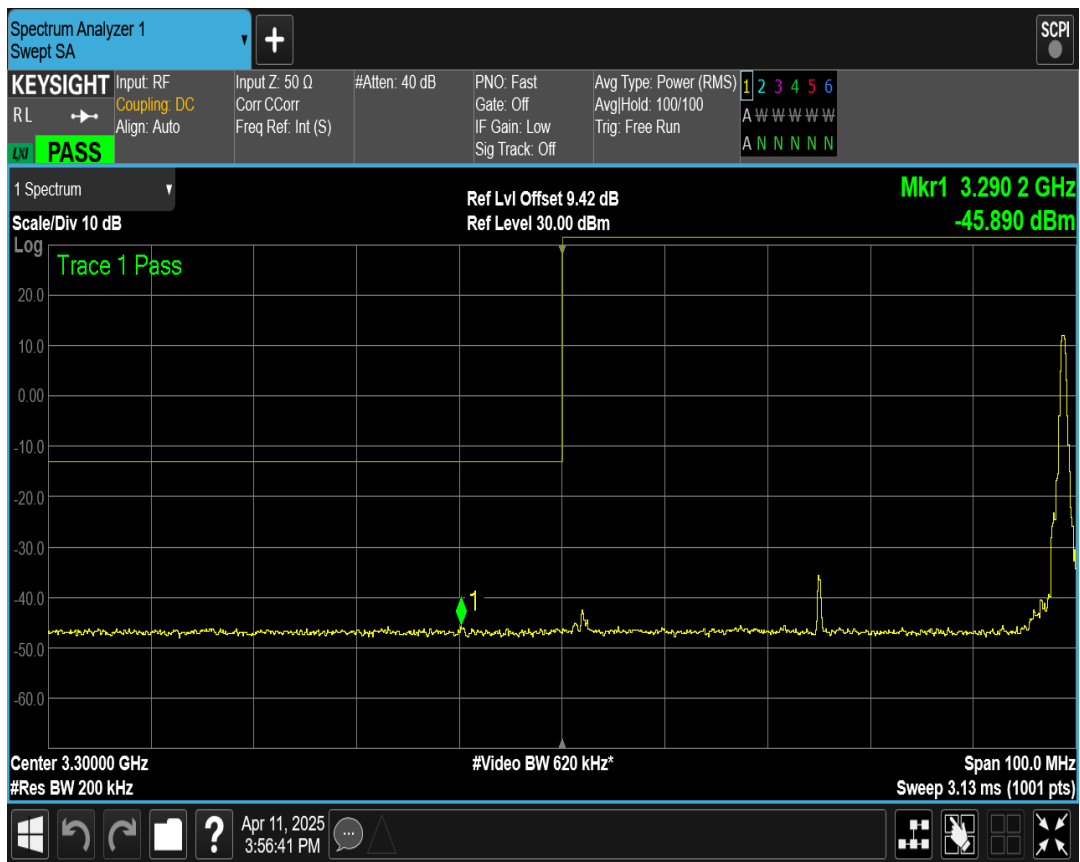 Spectrum Analyzer 1
Swept SA
+
SCPI
KEYSIGHT
RL
LXI PASS
Input: RF
Coupling: DC
Align: Auto
Input Z: 50 Ω
Corr CCorr
Freq Ref: Int (S)
#Atten: 40 dB
PNO: Fast
Gate: Off
IF Gain: Low
Sig Track: Off
Avg Type: Power (RMS)
Avg|Hold: 100/100
Trig: Free Run
1 2 3 4 5 6
A W W W W W
A N N N N N
1 Spectrum
Scale/Div 10 dB
Ref Lvl Offset 9.42 dB
Ref Level 30.00 dBm
Mkr1 3.290 2 GHz
-45.890 dBm
Log
Trace 1 Pass
20.0
10.0
0.00
-10.0
-20.0
-30.0
-40.0
1
-50.0
-60.0
Center 3.30000 GHz
#Video BW 620 kHz*
Span 100.0 MHz
#Res BW 200 kHz
Sweep 3.13 ms (1001 pts)
?
Apr 11, 2025
3:56:41 PM